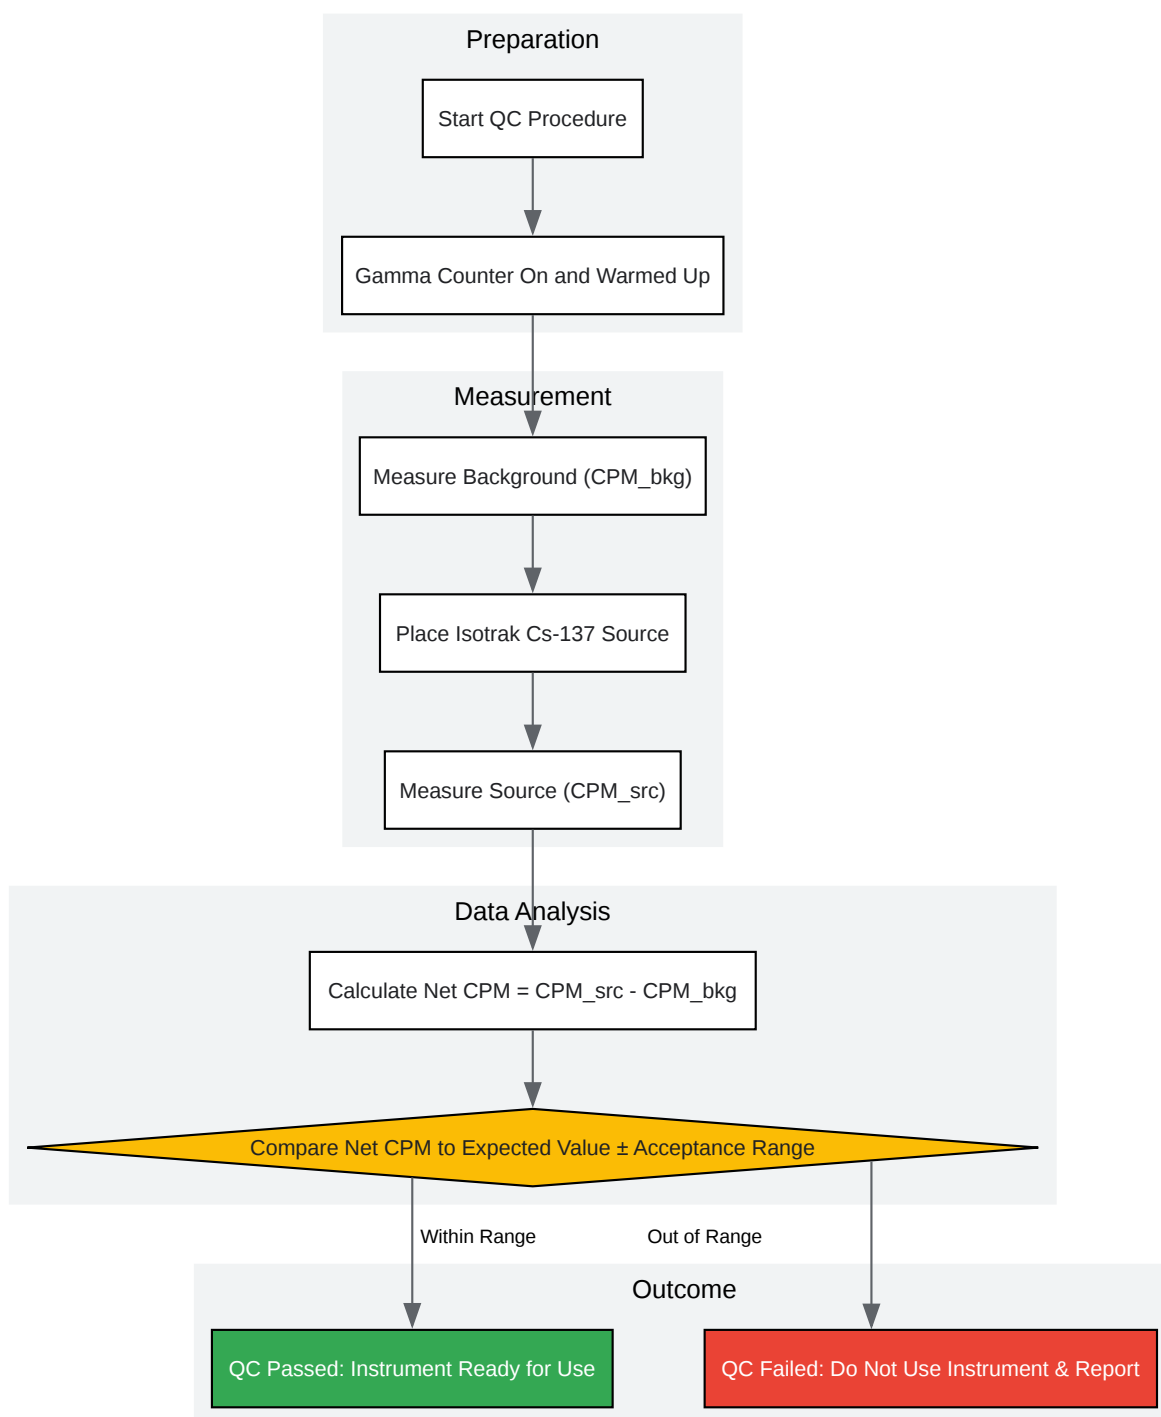 Preparation
Start QC Procedure
Gamma Counter On and Warmed Up
Measurement
Measure Background (CPM_bkg)
Place Isotrak Cs-137 Source
Measure Source (CPM_src)
Data Analysis
Calculate Net CPM = CPM_src - CPM_bkg
Compare Net CPM to Expected Value ± Acceptance Range
Within Range
Out of Range
Outcome
QC Passed: Instrument Ready for Use
QC Failed: Do Not Use Instrument & Report